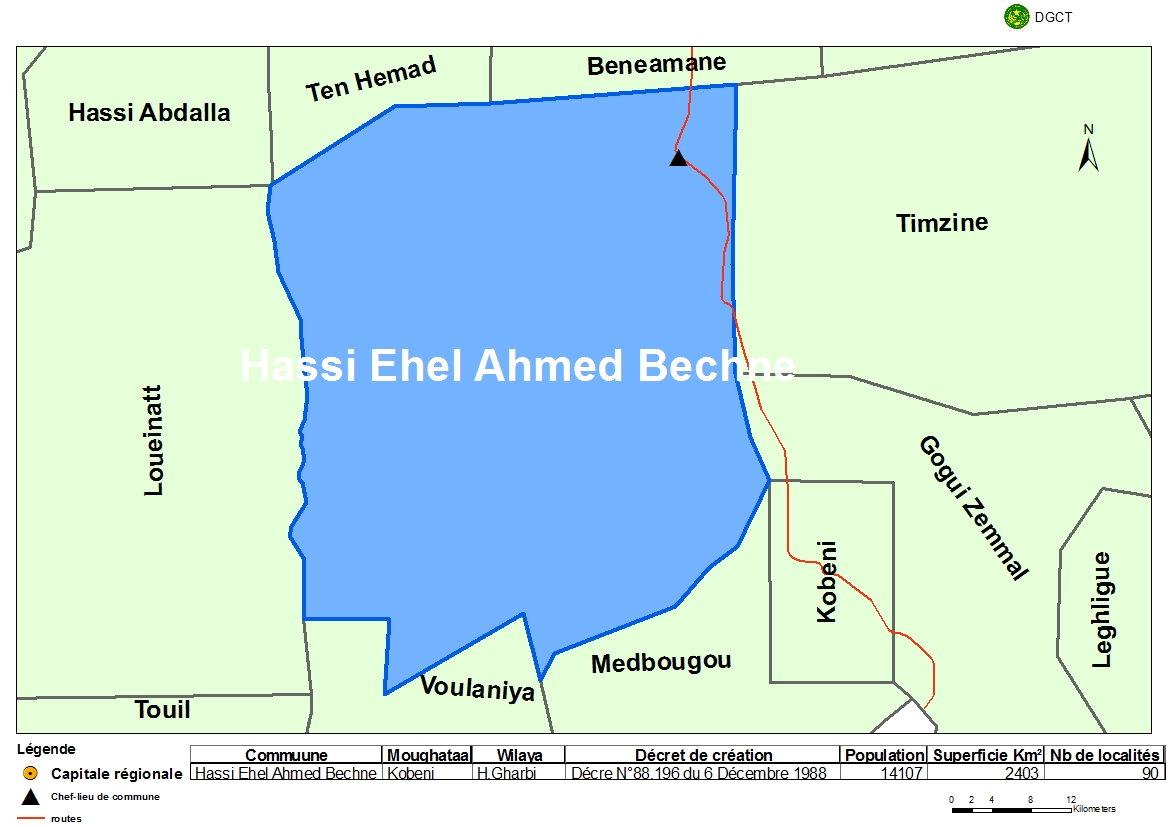 DGCT
Ten Hemad
Beneamane
Hassi Abdalla
N
Timzine
Hassi Ehel Ahmed Bechne
Loueinatt
Gogui Zemmal
Kobeni
Leghligue
Medbougou
Voulaniya
Touil
Légende
Capitale régionale
Chef-lieu de commune
routes
Commuune Moughataa Wilaya Décret de création Population Superficie Km² Nb de localités
Hassi Ehel Ahmed Bechne Kobeni H.Gharbi Décre N°88.196 du 6 Décembre 1988 14107 2403 90
0 2 4 8 12
Kilometers